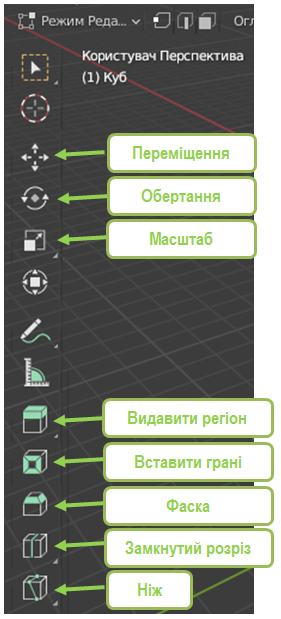 Режим Реда... Огл
Користувач Перспектива
(1) Куб
Переміщення
Обертання
Масштаб
Видавити регіон
Вставити грані
Фаска
Замкнутий розріз
Ніж